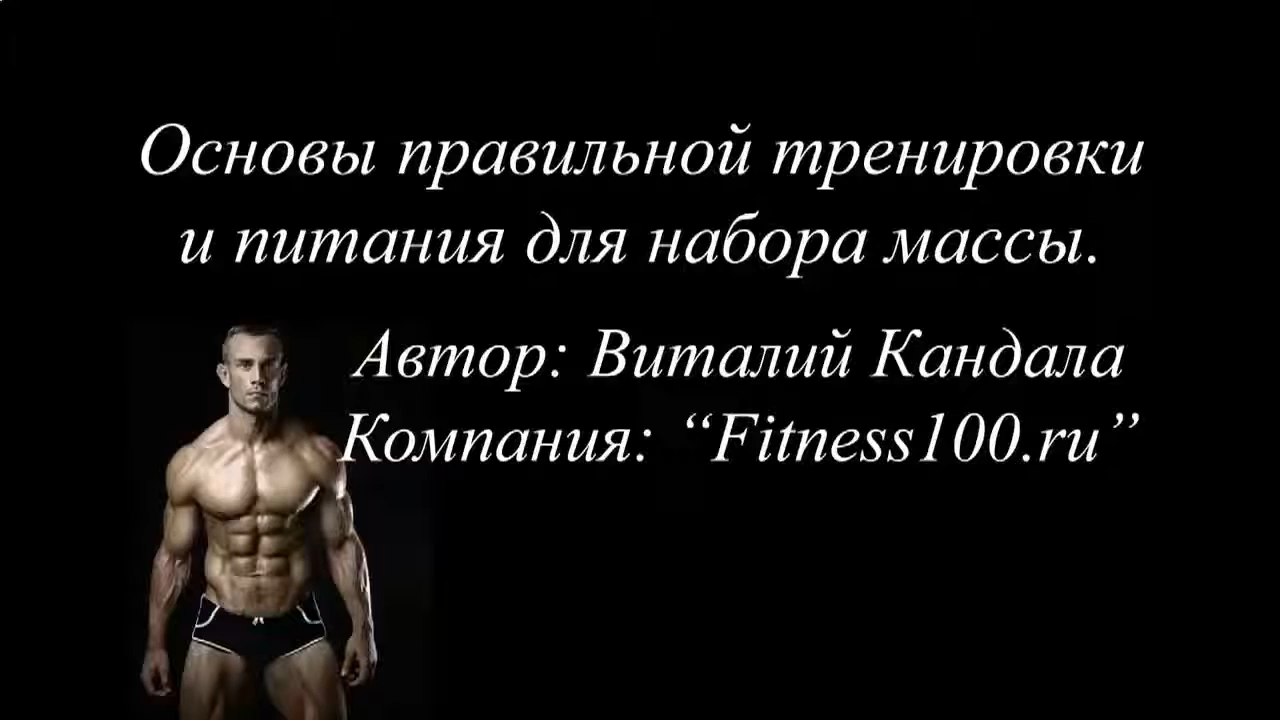 Основы правильной тренировки
и питания для набора массы.
Автор: Виталий Кандала
Компания: “Fitness100.ru”